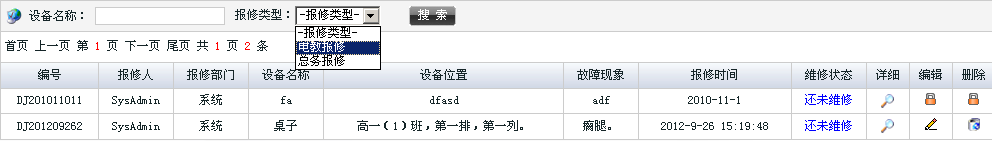 设备名称： 报修类型： -报修类型- 搜 索
-报修类型-
电教报修
总务报修
首页 上一页 第 1 页 下一页 尾页 共 1 页 2 条
编号 报修人 报修部门 设备名称 设备位置 故障现象 报修时间 维修状态 详细 编辑 删除
DJ201011011 SysAdmin 系统 fa dfasd adf 2010-11-1 还未维修
DJ201209262 SysAdmin 系统 桌子 高一（1）班，第一排，第一列。 瘸腿。 2012-9-26 15:19:48 还未维修